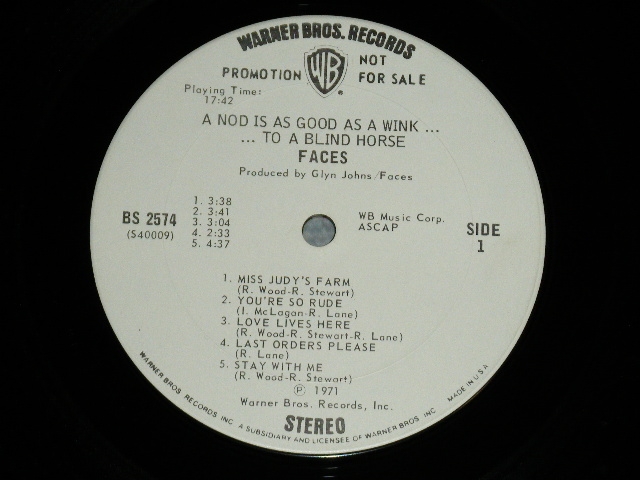 WARNER BROS. RECORDS
PROMOTION WB NOT FOR SALE
Playing Time:
17:42
A NOD IS AS GOOD AS A WINK ...
... TO A BLIND HORSE
FACES
Produced by Glyn Johns/Faces
BS 2574
(S40009)
1. 3:38
2. 3:41
3. 3:04
4. 2:33
5. 4:37
WB Music Corp.
ASCAP
SIDE
1
1. MISS JUDY'S FARM
(R. Wood-R. Stewart)
2. YOU'RE SO RUDE
(I. McLagan-R. Lane)
3. LOVE LIVES HERE
(R. Wood-R. Stewart-R. Lane)
4. LAST ORDERS PLEASE
(R. Lane)
5. STAY WITH ME
(R. Wood-R. Stewart)
Ⓟ 1971
Warner Bros. Records, Inc.
STEREO
WARNER BROS. RECORDS INC. A SUBSIDIARY AND LICENSEE OF WARNER BROS. INC. MADE IN U.S.A.